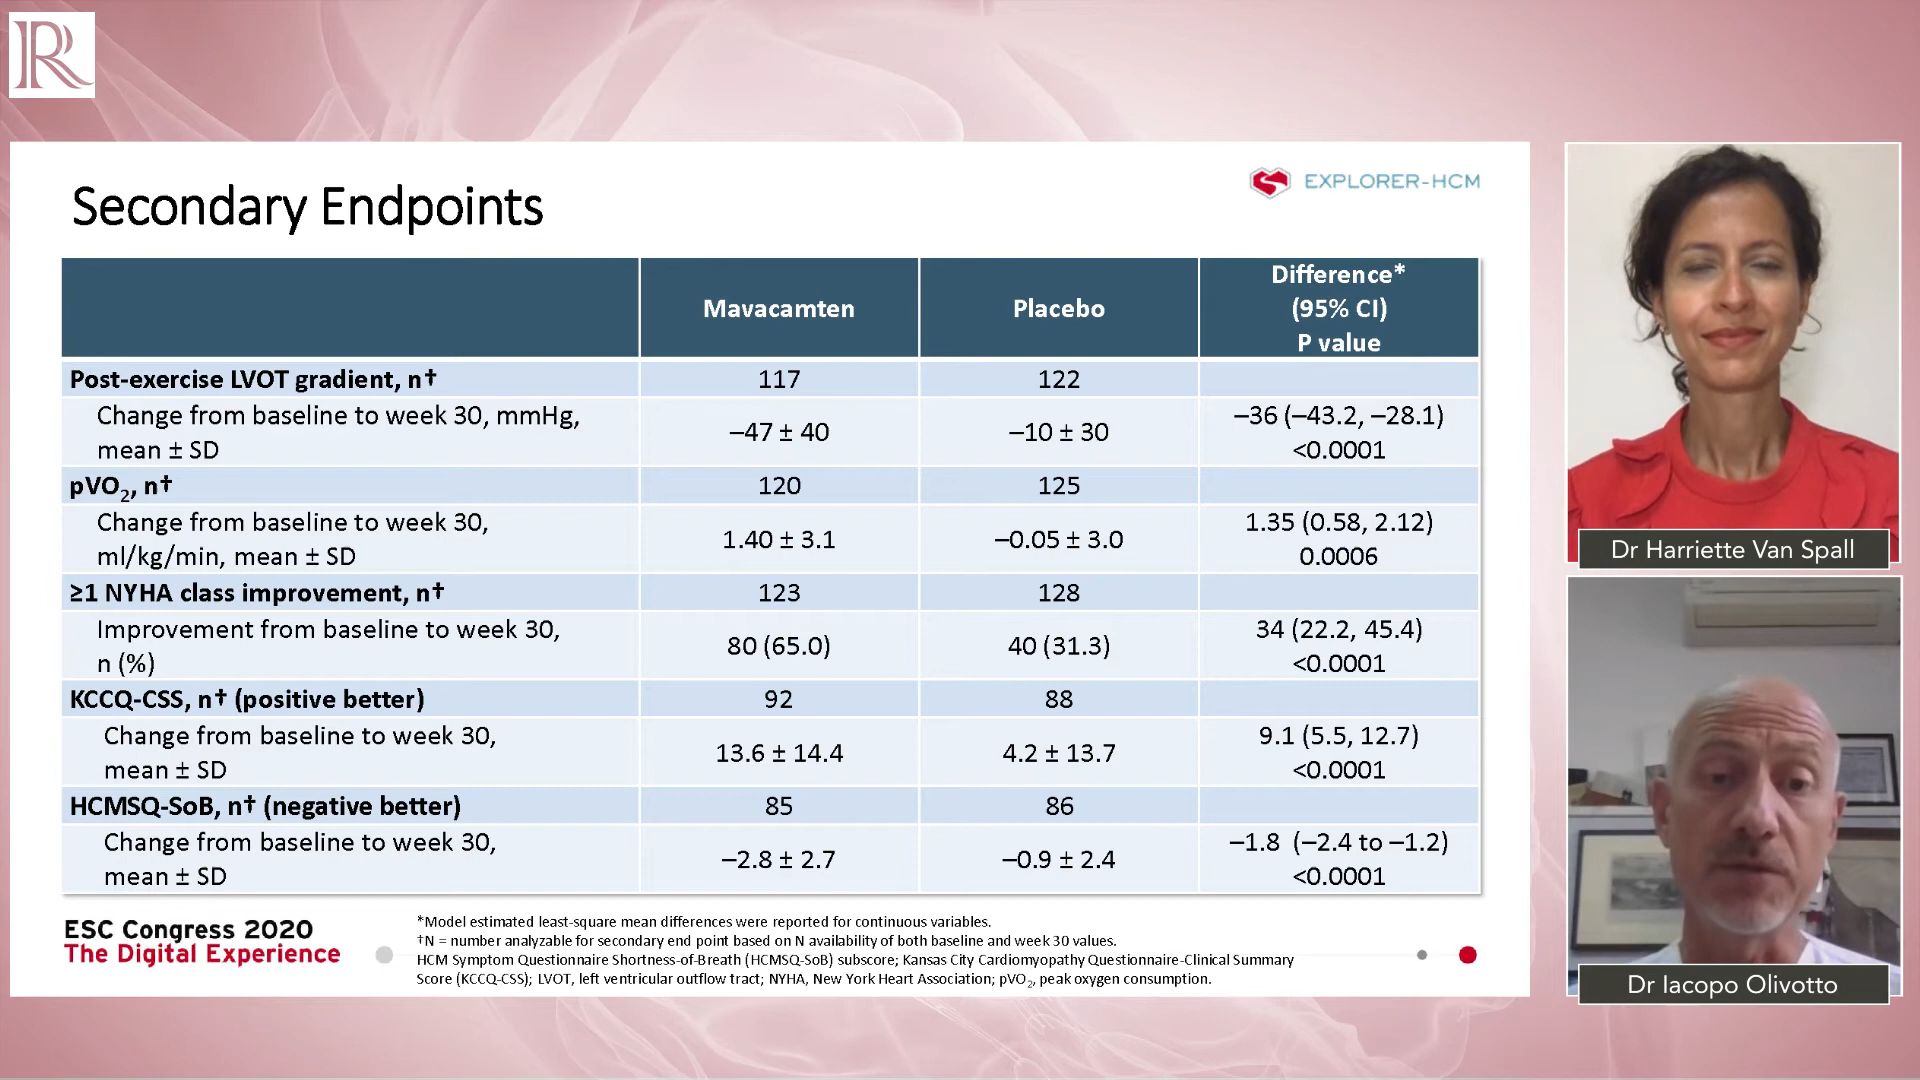 R
EXPLORER-HCM
Secondary Endpoints
Mavacamten
Placebo
Difference*
(95% CI)
P value
Post-exercise LVOT gradient, n†
117
122
Change from baseline to week 30, mmHg,
mean ± SD
–47 ± 40
–10 ± 30
–36 (–43.2, –28.1)
<0.0001
pVO2, n†
120
125
Change from baseline to week 30,
ml/kg/min, mean ± SD
1.40 ± 3.1
–0.05 ± 3.0
1.35 (0.58, 2.12)
0.0006
≥1 NYHA class improvement, n†
123
128
Improvement from baseline to week 30,
n (%)
80 (65.0)
40 (31.3)
34 (22.2, 45.4)
<0.0001
KCCQ-CSS, n† (positive better)
92
88
Change from baseline to week 30,
mean ± SD
13.6 ± 14.4
4.2 ± 13.7
9.1 (5.5, 12.7)
<0.0001
HCMSQ-SoB, n† (negative better)
85
86
Change from baseline to week 30,
mean ± SD
–2.8 ± 2.7
–0.9 ± 2.4
–1.8 (–2.4 to –1.2)
<0.0001
ESC Congress 2020
The Digital Experience
*Model estimated least-square mean differences were reported for continuous variables.
†N = number analyzable for secondary end point based on N availability of both baseline and week 30 values.
HCM Symptom Questionnaire Shortness-of-Breath (HCMSQ-SoB) subscore; Kansas City Cardiomyopathy Questionnaire-Clinical Summary
Score (KCCQ-CSS); LVOT, left ventricular outflow tract; NYHA, New York Heart Association; pVO2, peak oxygen consumption.
Dr Harriette Van Spall
Dr Iacopo Olivotto